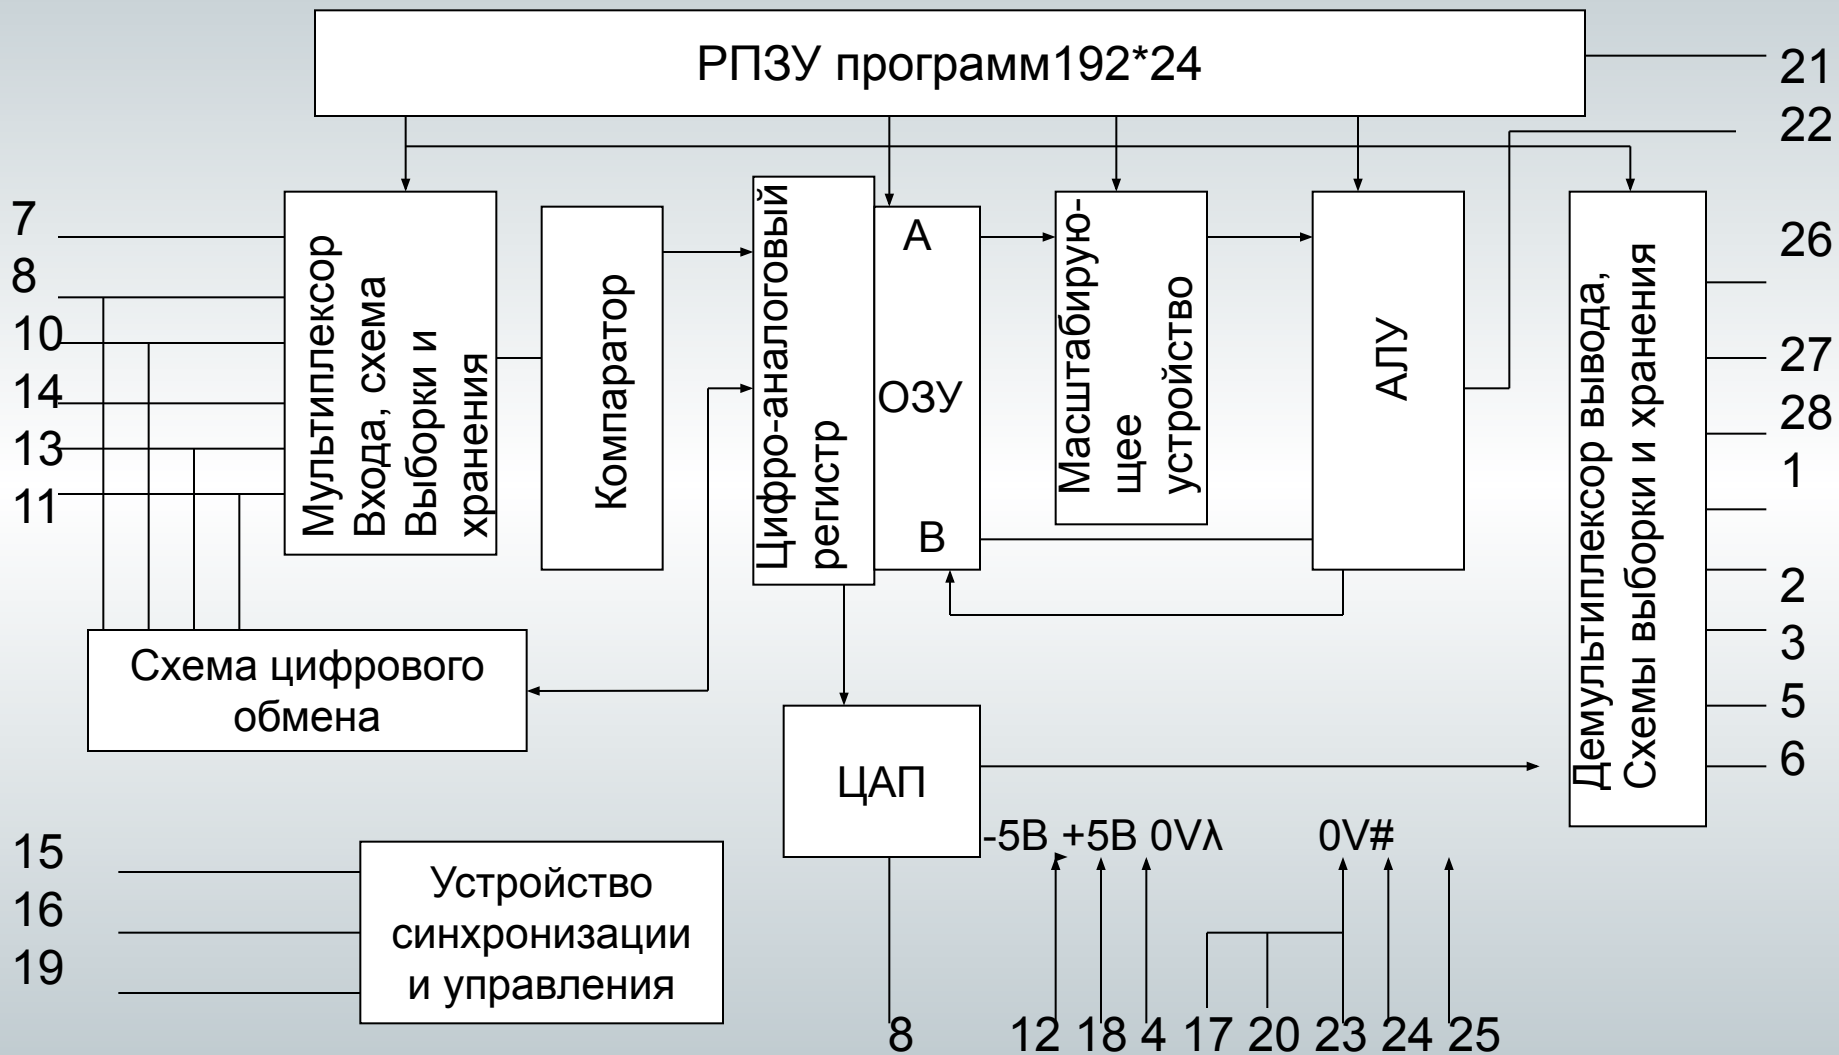 РПЗУ программ192*24
21
22
7
8
10
14
13
11
Мультиплексор
Входа, схема
Выборки и
хранения
Компаратор
Цифро-аналоговый
регистр
А
ОЗУ
В
Масштабирую-
щее
устройство
АЛУ
Демультиплексор вывода,
Схемы выборки и хранения
26
27
28
1
2
3
5
6
Схема цифрового
обмена
ЦАП
-5В +5В 0Vλ 0V#
15
16
19
Устройство
синхронизации
и управления
8 12 18 4 17 20 23 24 25